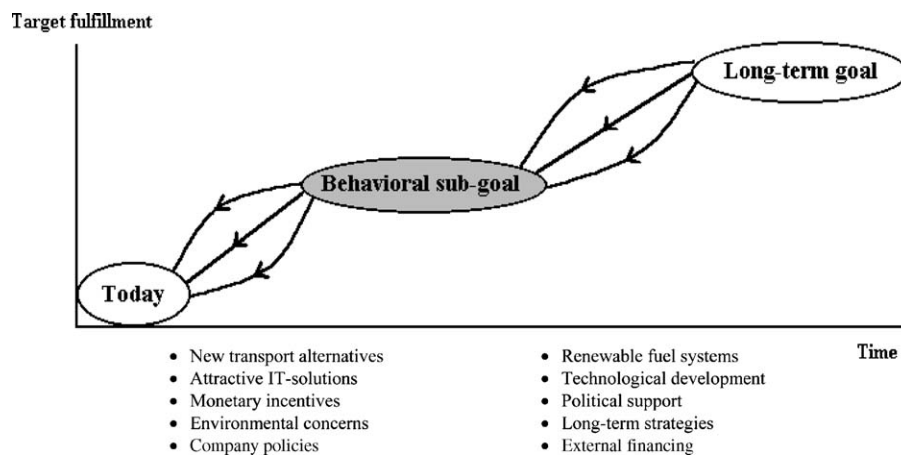 Target fulfillment
Long-term goal
Behavioral sub-goal
Today
Time
• New transport alternatives
• Attractive IT-solutions
• Monetary incentives
• Environmental concerns
• Company policies
• Renewable fuel systems
• Technological development
• Political support
• Long-term strategies
• External financing